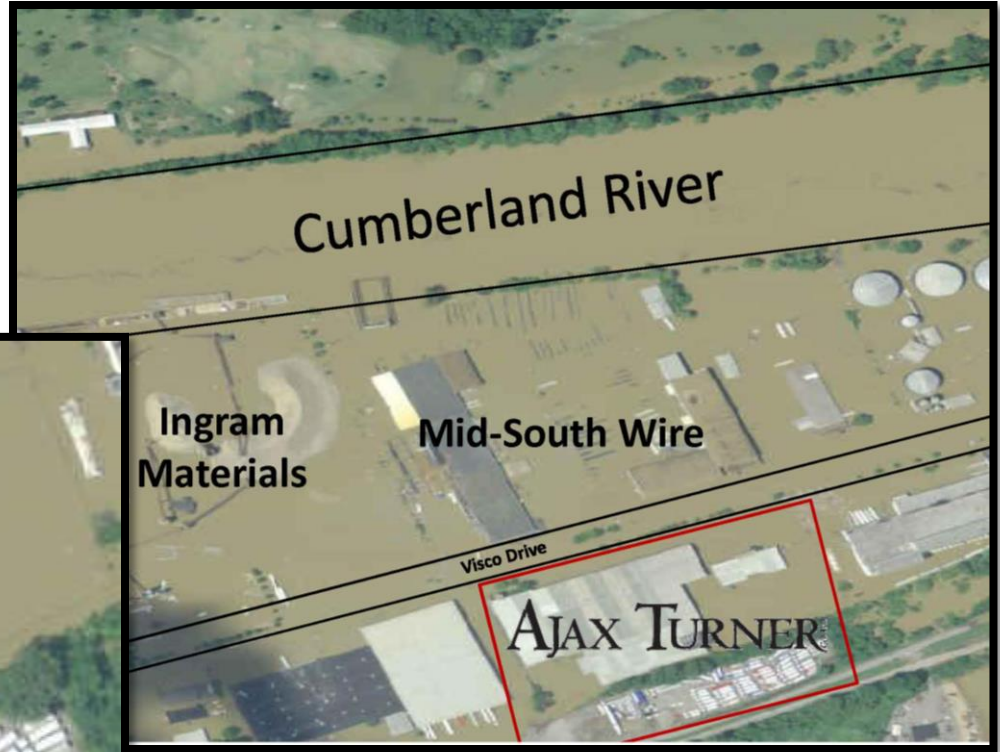 Cumberland River
Ingram
Materials
Mid-South Wire
Visco Drive
AJAX TURNER